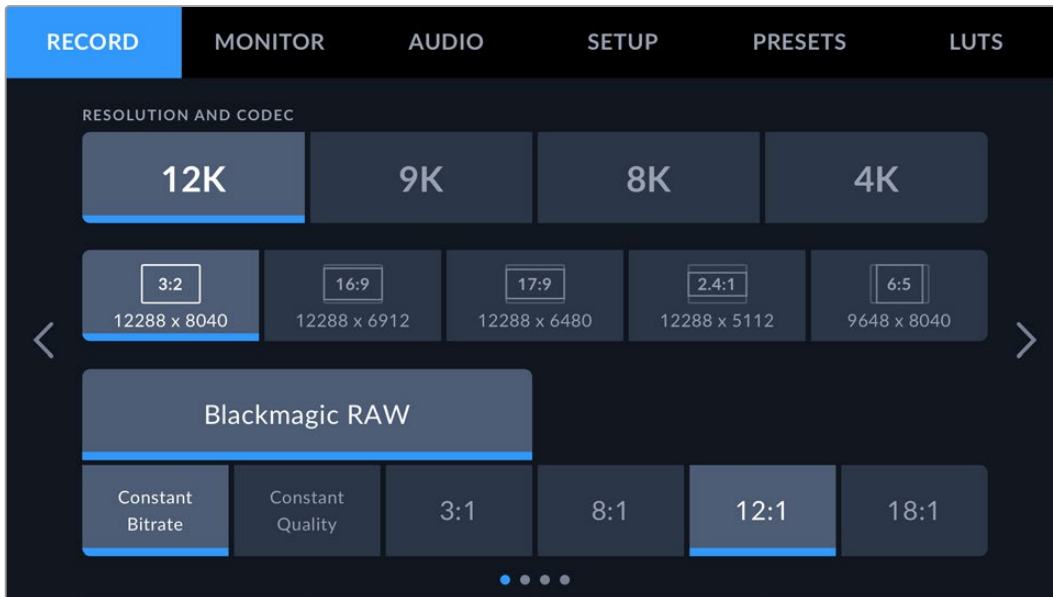 RECORD MONITOR AUDIO SETUP PRESETS LUTS
RESOLUTION AND CODEC
12K 9K 8K 4K
3:2 16:9 17:9 2.4:1 6:5
12288 x 8040 12288 x 6912 12288 x 6480 12288 x 5112 9648 x 8040
Blackmagic RAW
Constant Bitrate Constant Quality 3:1 8:1 12:1 18:1